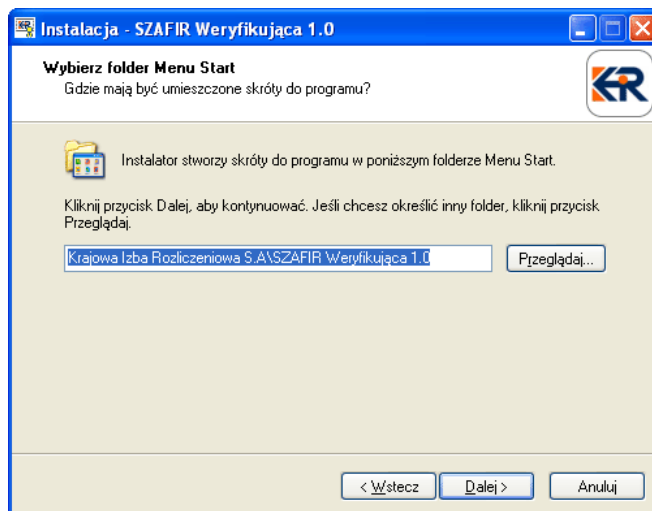 Instalacja - SZAFIR Weryfikująca 1.0
Wybierz folder Menu Start
Gdzie mają być umieszczone skróty do programu?
KIR
Instalator stworzy skróty do programu w poniższym folderze Menu Start.
Kliknij przycisk Dalej, aby kontynuować. Jeśli chcesz określić inny folder, kliknij przycisk
Przeglądaj.
Krajowa Izba Rozliczeniowa S.A\SZAFIR Weryfikująca 1.0
Przeglądaj...
< Wstecz
Dalej >
Anuluj